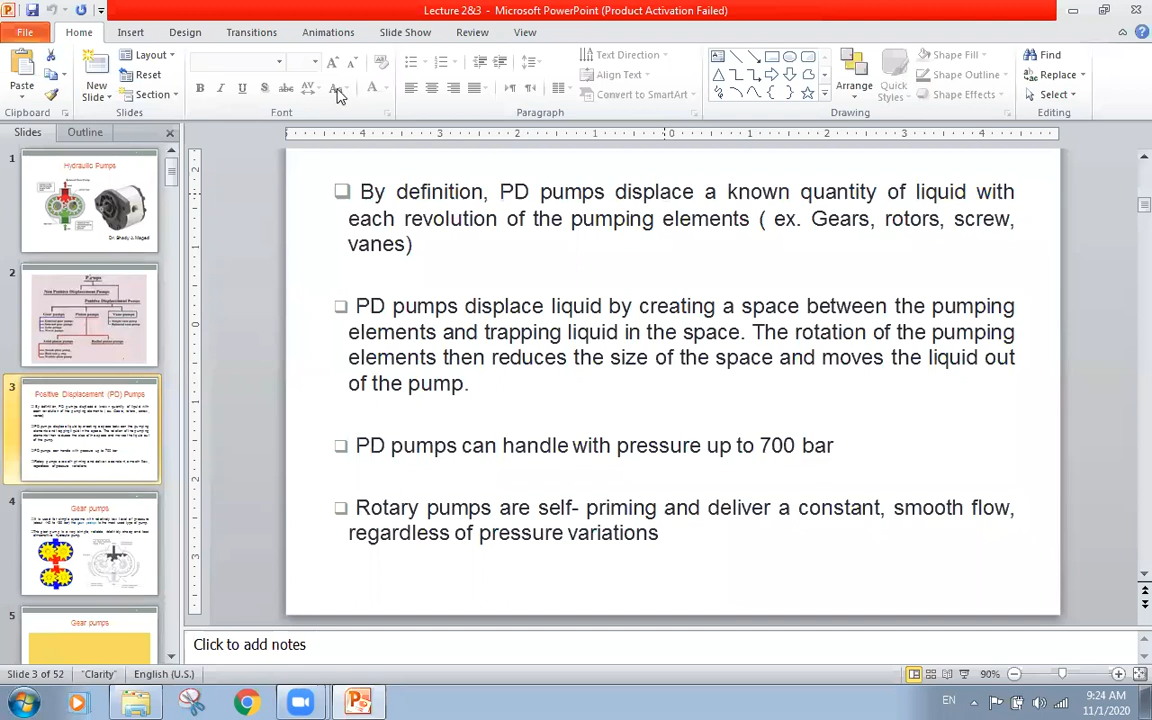 Lecture 2&3 - Microsoft PowerPoint (Product Activation Failed)
File Home Insert Design Transitions Animations Slide Show Review View
Paste
New Slide
Layout
Reset
Section
Text Direction
Align Text
Convert to SmartArt
Arrange
Quick Styles
Shape Fill
Shape Outline
Shape Effects
Find
Replace
Select
Clipboard Slides Font Paragraph Drawing Editing
Slides Outline
1
Hydraulic Pumps
2
Pumps
3
Positive Displacement (PD) Pumps
4
Gear pumps
5
Gear pumps
By definition, PD pumps displace a known quantity of liquid with
each revolution of the pumping elements ( ex. Gears, rotors, screw,
vanes)
PD pumps displace liquid by creating a space between the pumping
elements and trapping liquid in the space. The rotation of the pumping
elements then reduces the size of the space and moves the liquid out
of the pump.
PD pumps can handle with pressure up to 700 bar
Rotary pumps are self- priming and deliver a constant, smooth flow,
regardless of pressure variations
Click to add notes
Slide 3 of 52 "Clarity" English (U.S.) 90%
EN 9:24 AM
11/1/2020